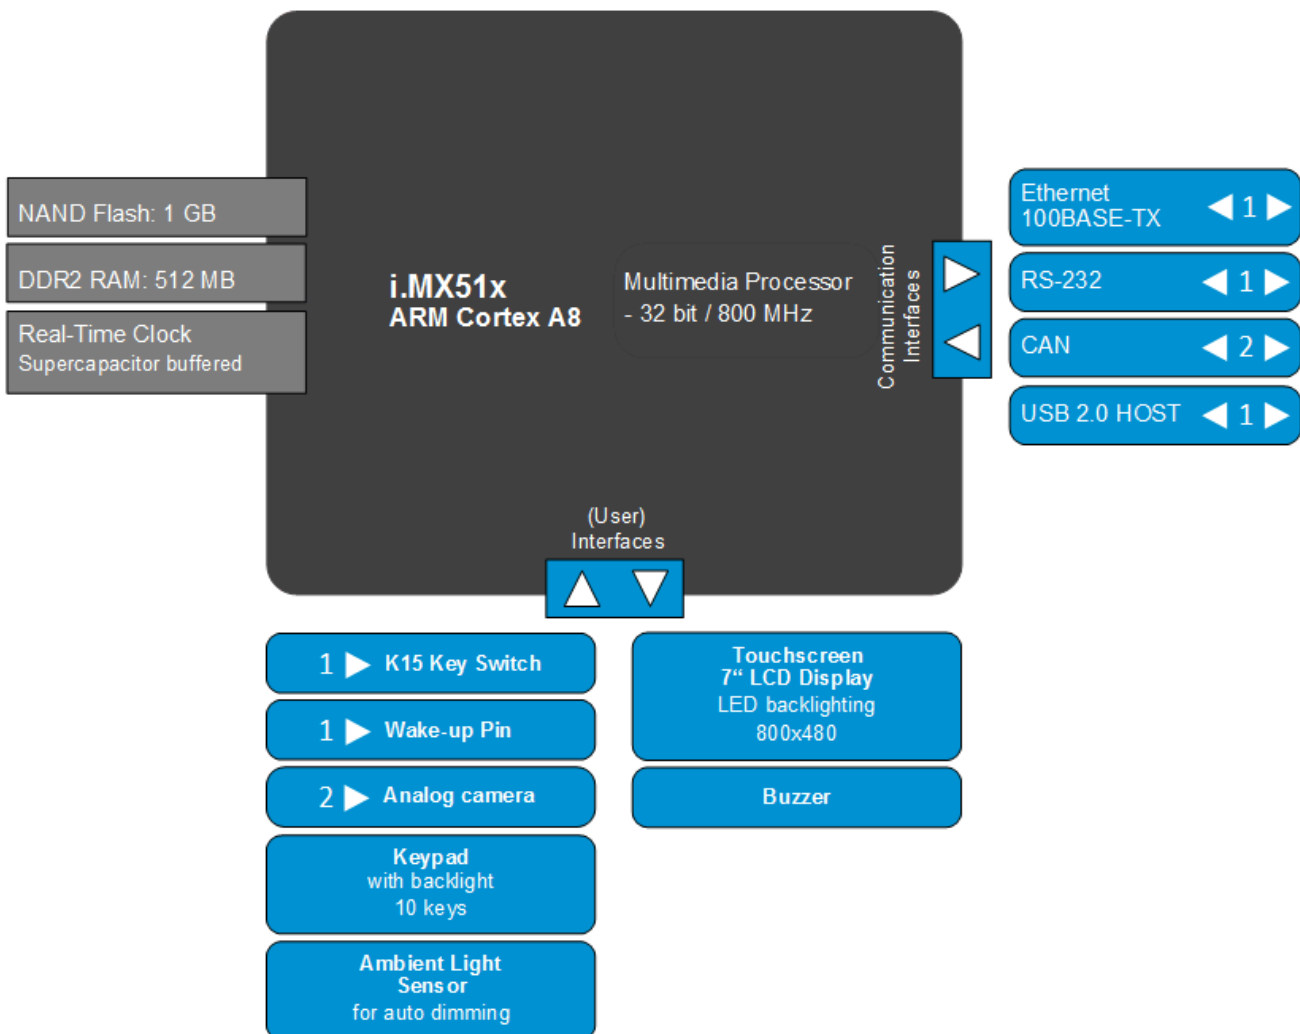 NAND Flash: 1 GB
DDR2 RAM: 512 MB
Real-Time Clock
Supercapacitor buffered
i.MX51x
ARM Cortex A8
Multimedia Processor
- 32 bit / 800 MHz
Communication
Interfaces
Ethernet
100BASE-TX
1
RS-232 1
CAN 2
USB 2.0 HOST 1
(User)
Interfaces
1 K15 Key Switch
1 Wake-up Pin
2 Analog camera
Keypad
with backlight
10 keys
Ambient Light
Sensor
for auto dimming
Touchscreen
7“ LCD Display
LED backlighting
800x480
Buzzer